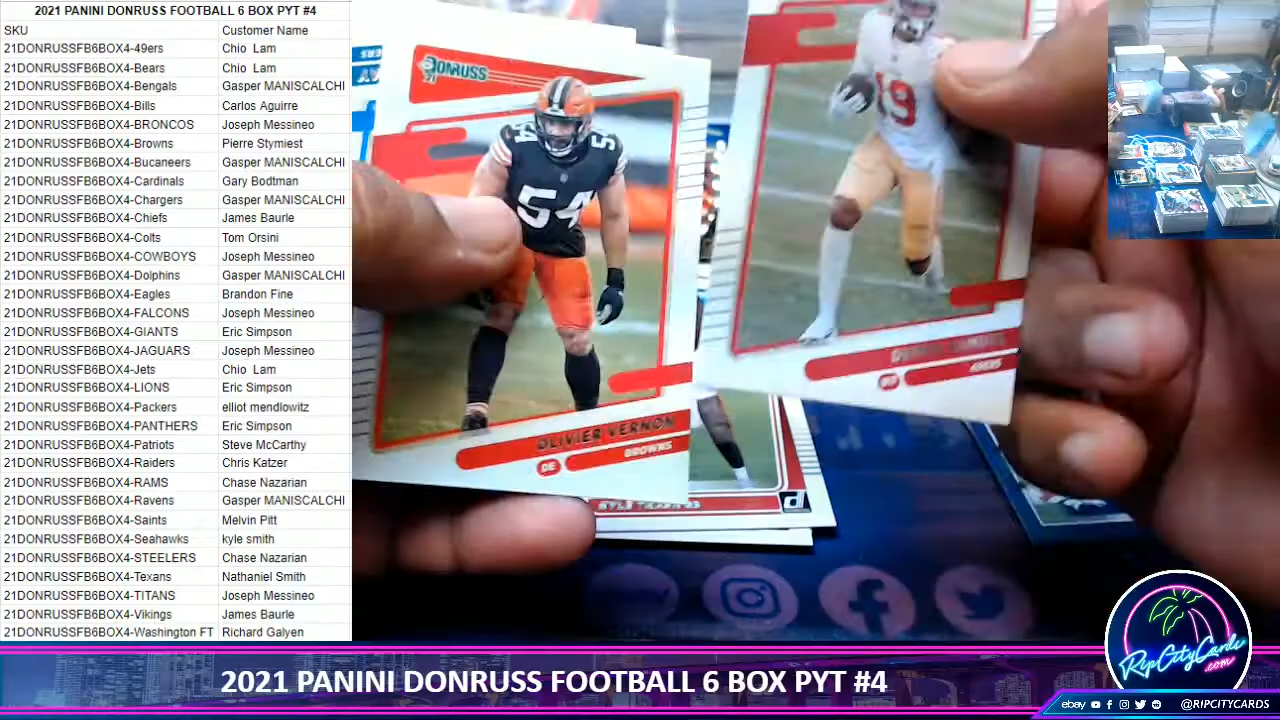 2021 PANINI DONRUSS FOOTBALL 6 BOX PYT #4
SKU Customer Name
21DONRUSSFB6BOX4-49ers Chio Lam
21DONRUSSFB6BOX4-Bears Chio Lam
21DONRUSSFB6BOX4-Bengals Gasper MANISCALCHI
21DONRUSSFB6BOX4-Bills Carlos Aguirre
21DONRUSSFB6BOX4-BRONCOS Joseph Messineo
21DONRUSSFB6BOX4-Browns Pierre Stymiest
21DONRUSSFB6BOX4-Bucaneers Gasper MANISCALCHI
21DONRUSSFB6BOX4-Cardinals Gary Bodtman
21DONRUSSFB6BOX4-Chargers Gasper MANISCALCHI
21DONRUSSFB6BOX4-Chiefs James Baurle
21DONRUSSFB6BOX4-Colts Tom Orsini
21DONRUSSFB6BOX4-COWBOYS Joseph Messineo
21DONRUSSFB6BOX4-Dolphins Gasper MANISCALCHI
21DONRUSSFB6BOX4-Eagles Brandon Fine
21DONRUSSFB6BOX4-FALCONS Joseph Messineo
21DONRUSSFB6BOX4-GIANTS Eric Simpson
21DONRUSSFB6BOX4-JAGUARS Joseph Messineo
21DONRUSSFB6BOX4-Jets Chio Lam
21DONRUSSFB6BOX4-LIONS Eric Simpson
21DONRUSSFB6BOX4-Packers elliot mendlowitz
21DONRUSSFB6BOX4-PANTHERS Eric Simpson
21DONRUSSFB6BOX4-Patriots Steve McCarthy
21DONRUSSFB6BOX4-Raiders Chris Katzer
21DONRUSSFB6BOX4-RAMS Chase Nazarian
21DONRUSSFB6BOX4-Ravens Gasper MANISCALCHI
21DONRUSSFB6BOX4-Saints Melvin Pitt
21DONRUSSFB6BOX4-Seahawks kyle smith
21DONRUSSFB6BOX4-STEELERS Chase Nazarian
21DONRUSSFB6BOX4-Texans Nathaniel Smith
21DONRUSSFB6BOX4-TITANS Joseph Messineo
21DONRUSSFB6BOX4-Vikings James Baurle
21DONRUSSFB6BOX4-Washington FT Richard Galyen
DONRUSS
54
54
54
OLIVIER VERNON
DE BROWNS
19
49ERS
RipCityCards
.com
2021 PANINI DONRUSS FOOTBALL 6 BOX PYT #4
ebay @RIPCITYCARDS